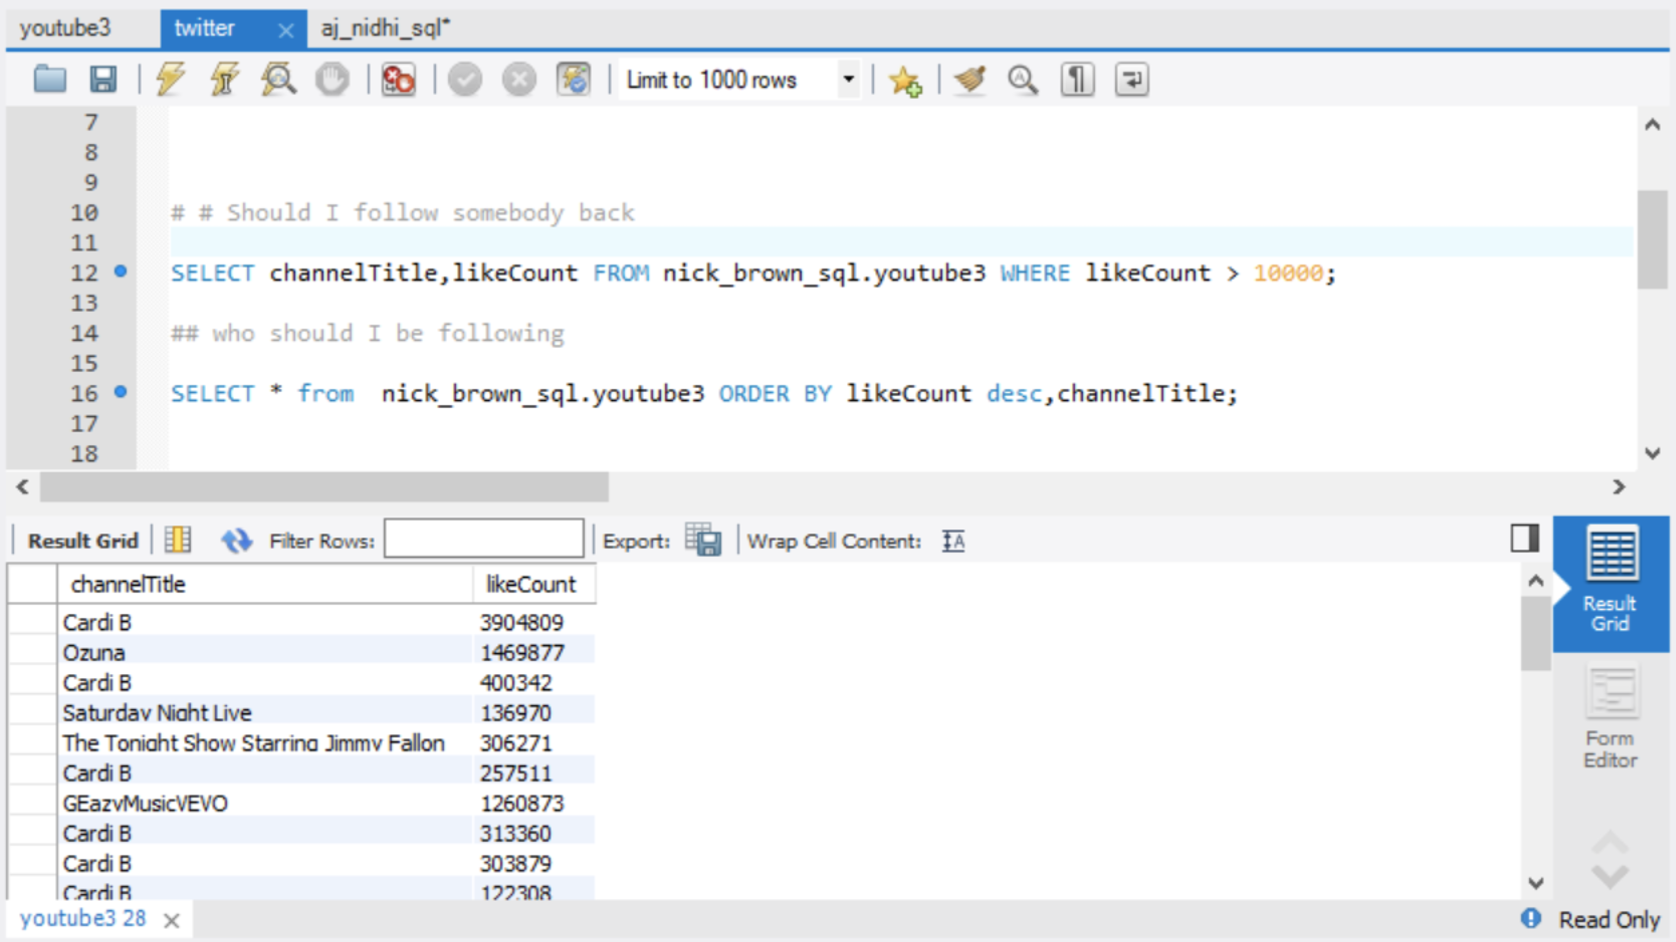 youtube3 twitter aj_nidhi_sql*
Limit to 1000 rows
7
8
9
10 # # Should I follow somebody back
11
12 SELECT channelTitle,likeCount FROM nick_brown_sql.youtube3 WHERE likeCount > 10000;
13
14 ## who should I be following
15
16 SELECT * from  nick_brown_sql.youtube3 ORDER BY likeCount desc,channelTitle;
17
18
Result Grid Filter Rows: Export: Wrap Cell Content:
channelTitle likeCount
Cardi B 3904809
Ozuna 1469877
Cardi B 400342
Saturday Night Live 136970
The Tonight Show Starring Jimmy Fallon 306271
Cardi B 257511
GEazyMusicVEVO 1260873
Cardi B 313360
Cardi B 303879
Cardi B 122308
Result
Grid
Form
Editor
youtube3 28
Read Only